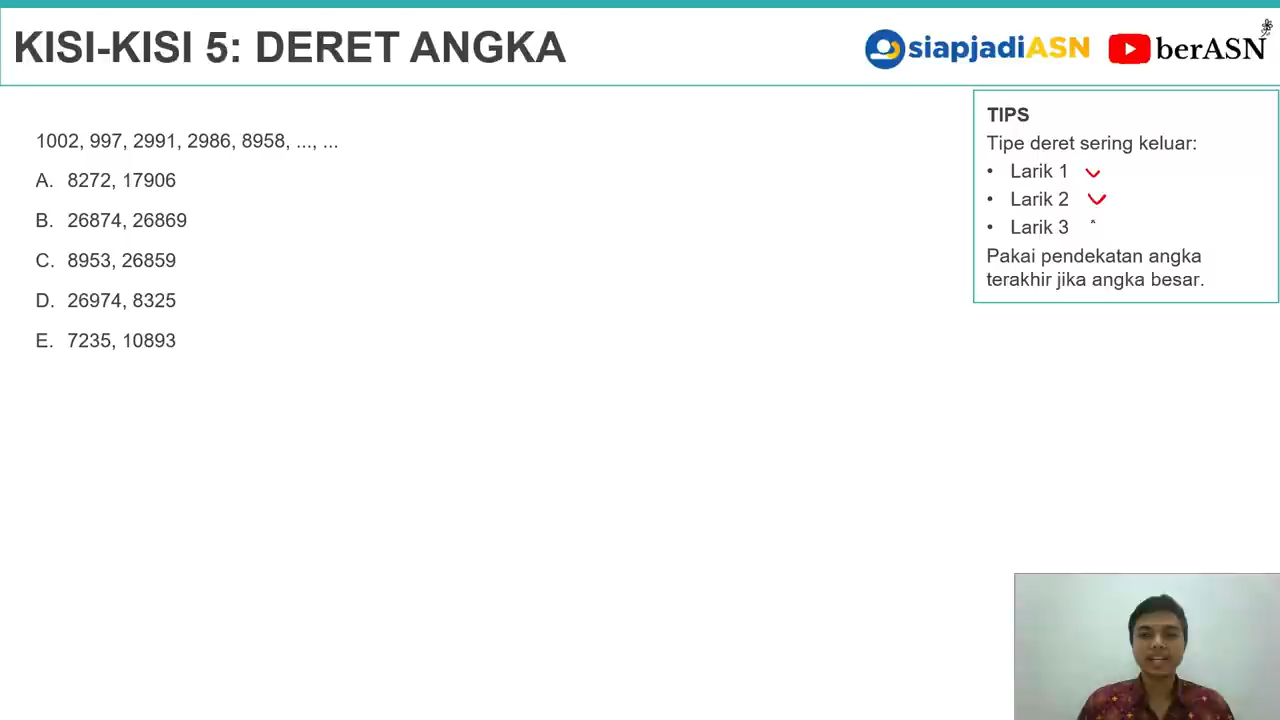 KISI-KISI 5: DERET ANGKA
siapjadiASN
berASN
1002, 997, 2991, 2986, 8958, ..., ...
A. 8272, 17906
B. 26874, 26869
C. 8953, 26859
D. 26974, 8325
E. 7235, 10893
TIPS
Tipe deret sering keluar:
• Larik 1
• Larik 2
• Larik 3
Pakai pendekatan angka
terakhir jika angka besar.